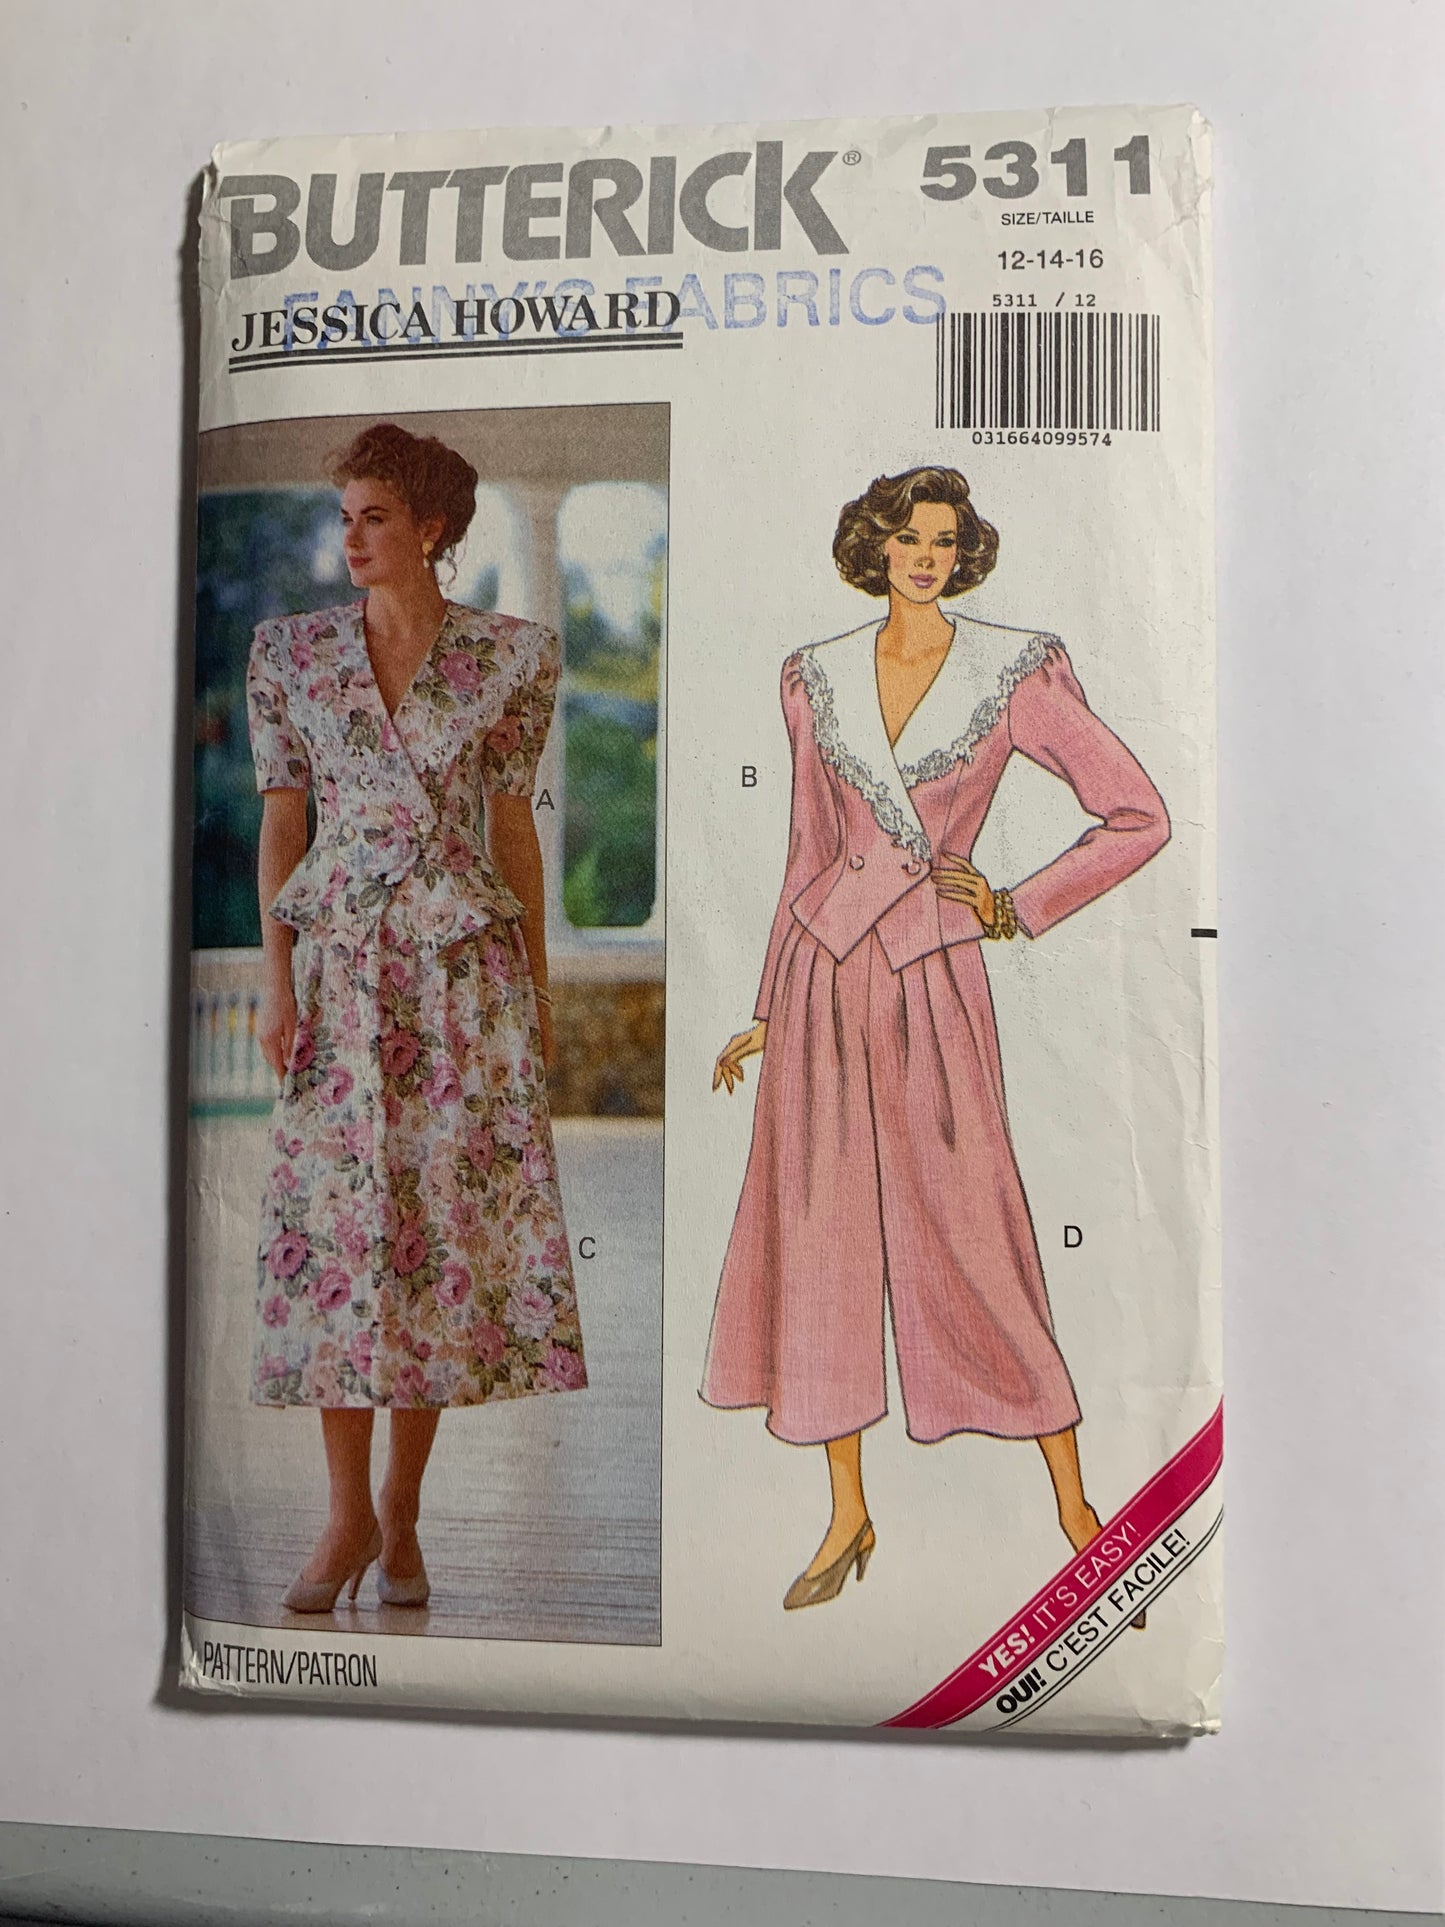 BUTTERICK® 5311
SIZE/TAILLE
12-14-16
FANNY'S FABRICS
JESSICA HOWARD
5311 / 12
031664099574
A
B
C
D
PATTERN/PATRON
YES! IT'S EASY!
OUI! C'EST FACILE!